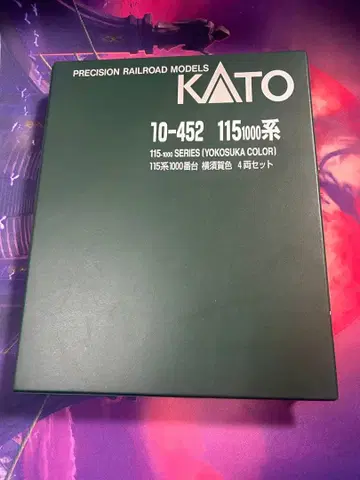 PRECISION RAILROAD MODELS
KATO
10-452 1151000系
115-1000 SERIES (YOKOSUKA COLOR)
115系1000番台 横須賀色 4両セット